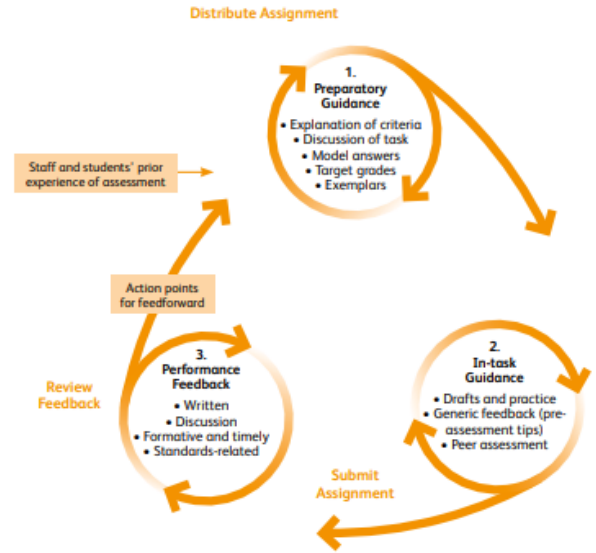 Distribute Assignment
1.
Preparatory
Guidance
• Explanation of criteria
• Discussion of task
• Model answers
• Target grades
• Exemplars
Staff and students' prior
experience of assessment
Action points
for feedforward
2.
In-task
Guidance
• Drafts and practice
• Generic feedback (pre-
assessment tips)
• Peer assessment
Submit
Assignment
3.
Performance
Feedback
• Written
• Discussion
• Formative and timely
• Standards-related
Review
Feedback